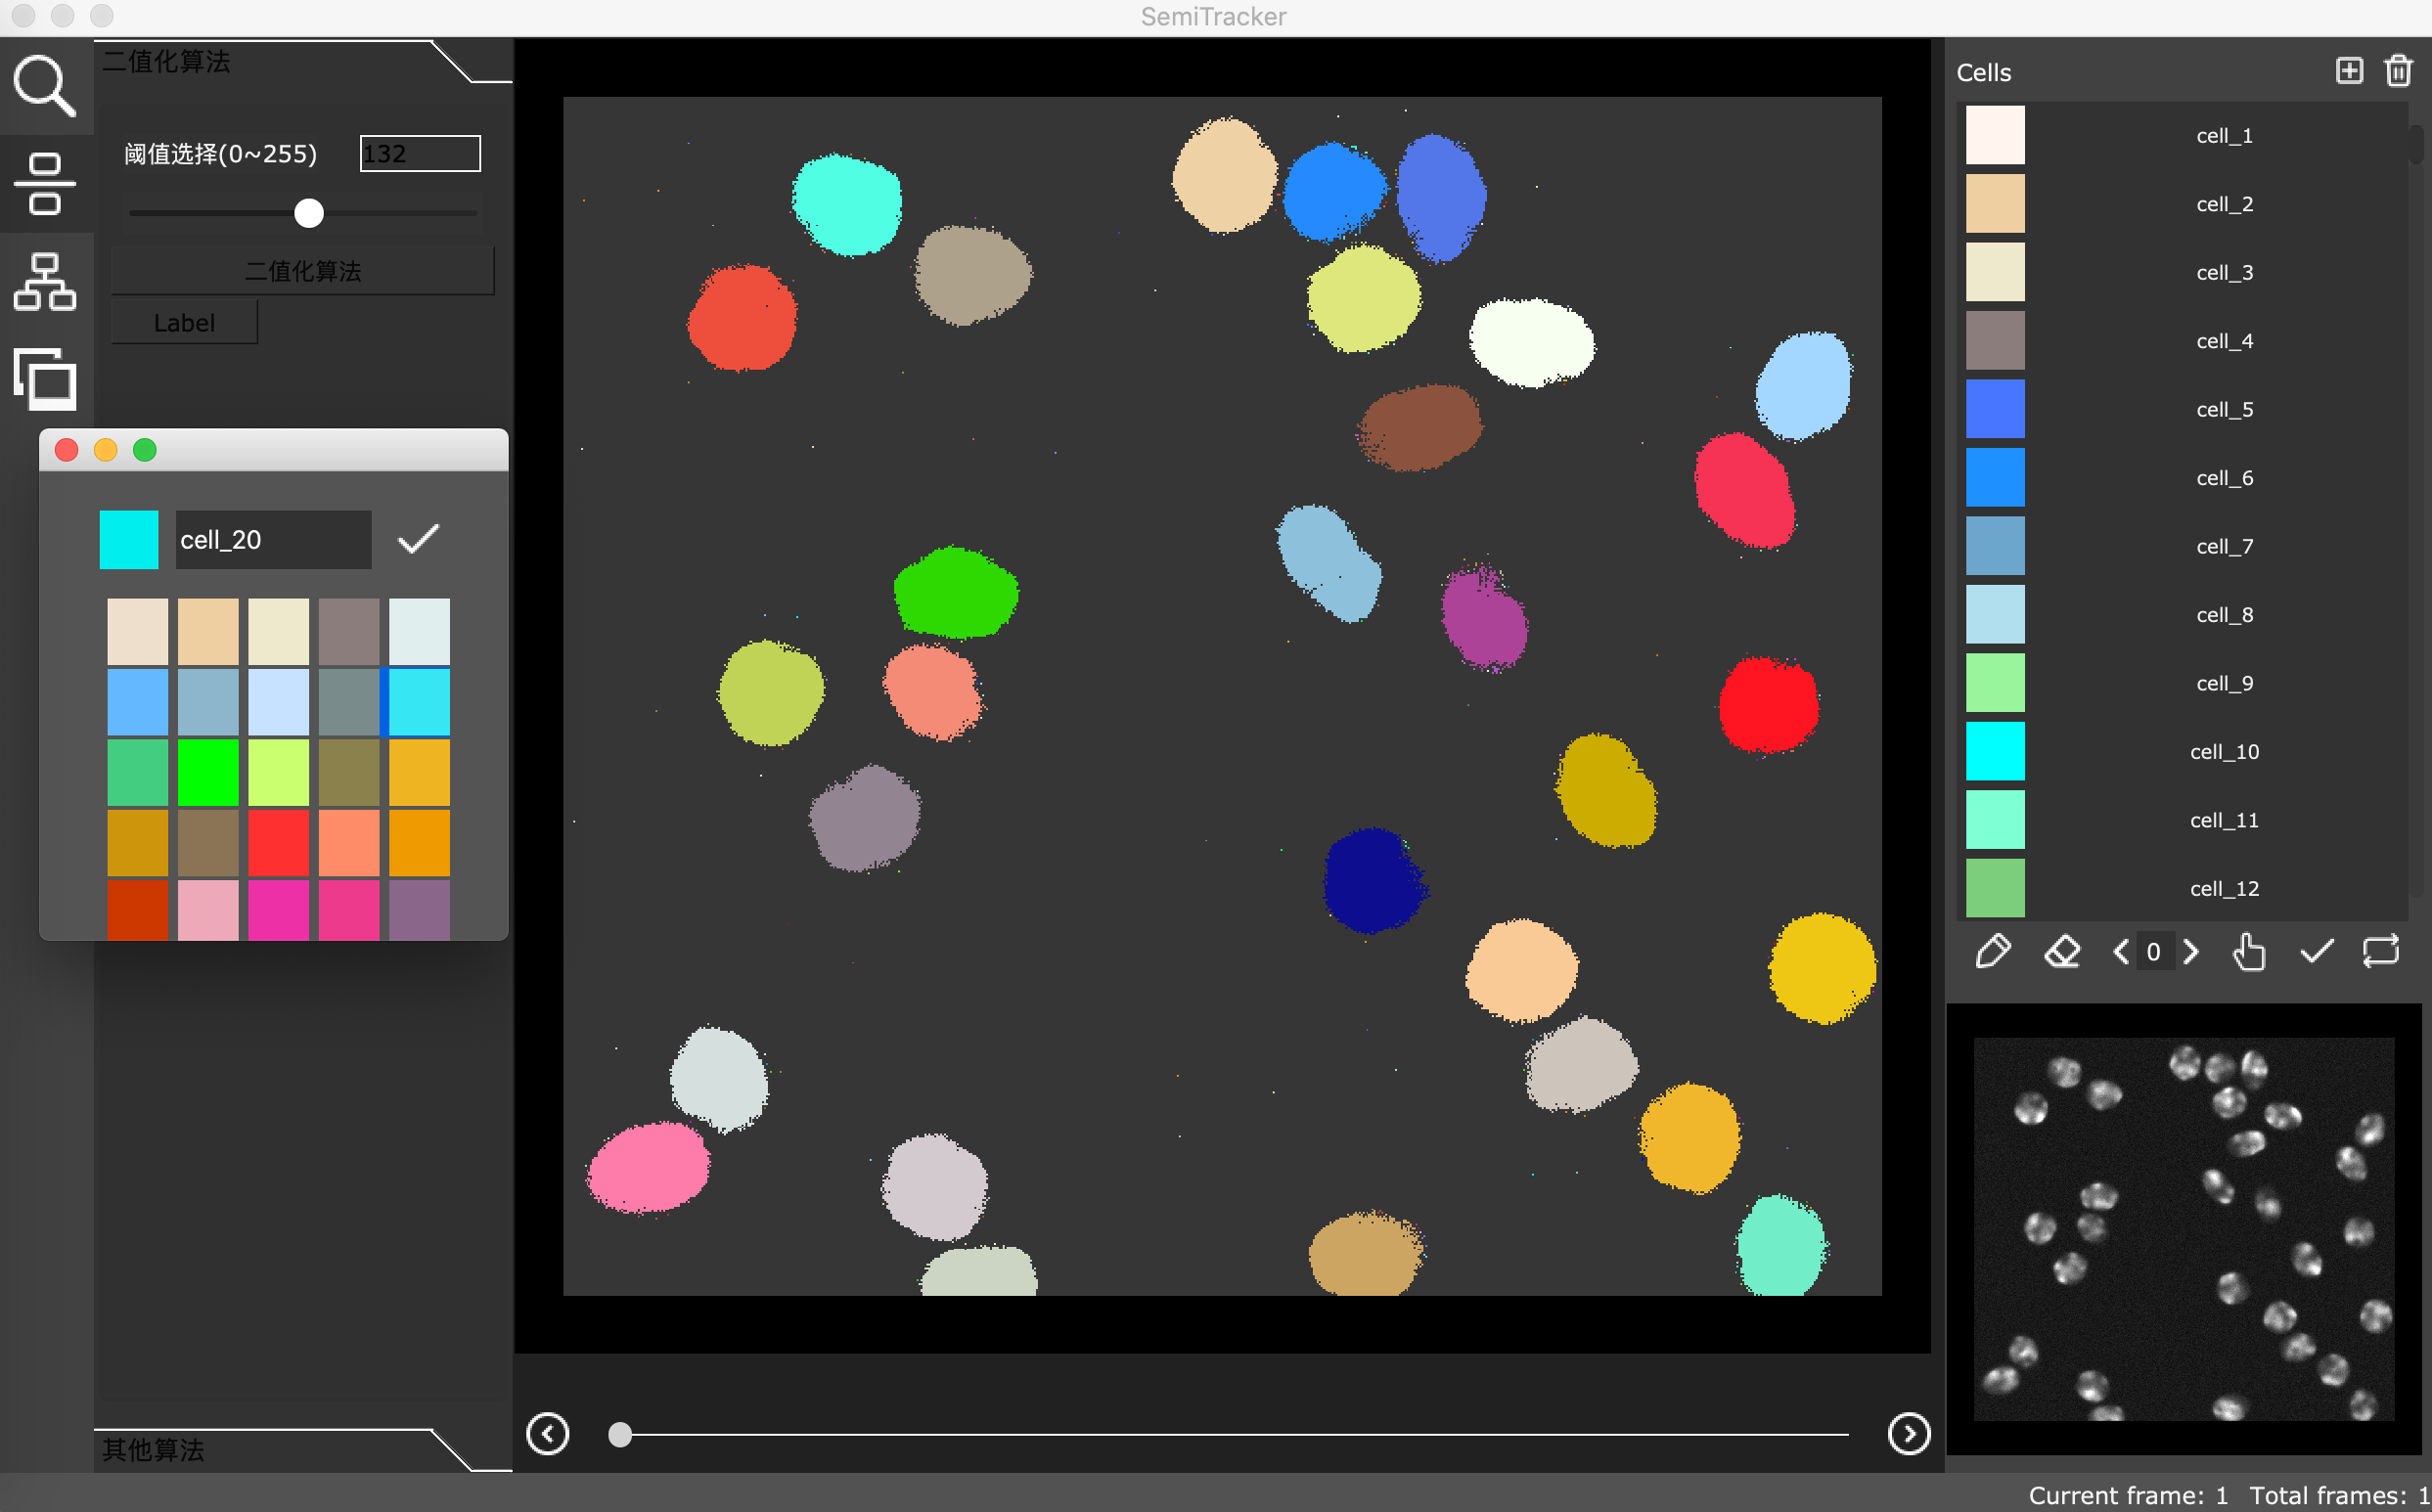 SemiTracker
二值化算法
阈值选择(0~255) 132
二值化算法
Label
cell_20
其他算法
Cells
cell_1
cell_2
cell_3
cell_4
cell_5
cell_6
cell_7
cell_8
cell_9
cell_10
cell_11
cell_12
0
Current frame: 1 Total frames: 1